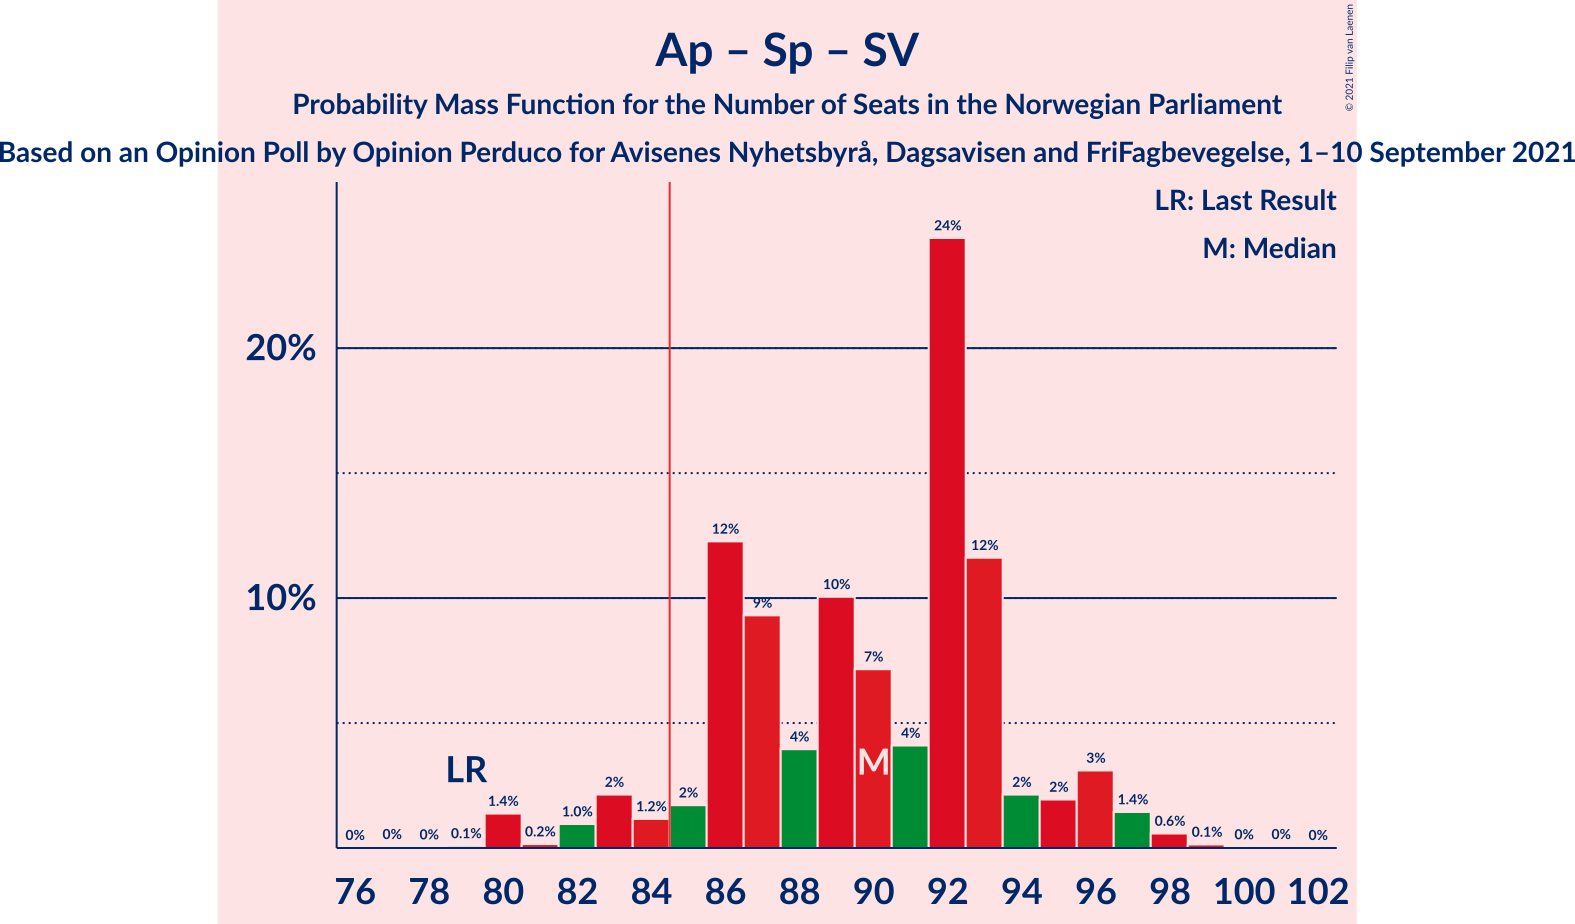 Ap – Sp – SV
Probability Mass Function for the Number of Seats in the Norwegian Parliament
Based on an Opinion Poll by Opinion Perduco for Avisenes Nyhetsbyrå, Dagsavisen and FriFagbevegelse, 1–10 September 2021
© 2021 Filip van Laenen
LR: Last Result
M: Median
20%
10%
0% 0% 0% 0.1% 1.4% 0.2% 1.0% 2% 1.2% 2% 12% 9% 4% 10% 7% 4% 24% 12% 2% 2% 3% 1.4% 0.6% 0.1% 0% 0% 0%
LR
M
76 78 80 82 84 86 88 90 92 94 96 98 100 102